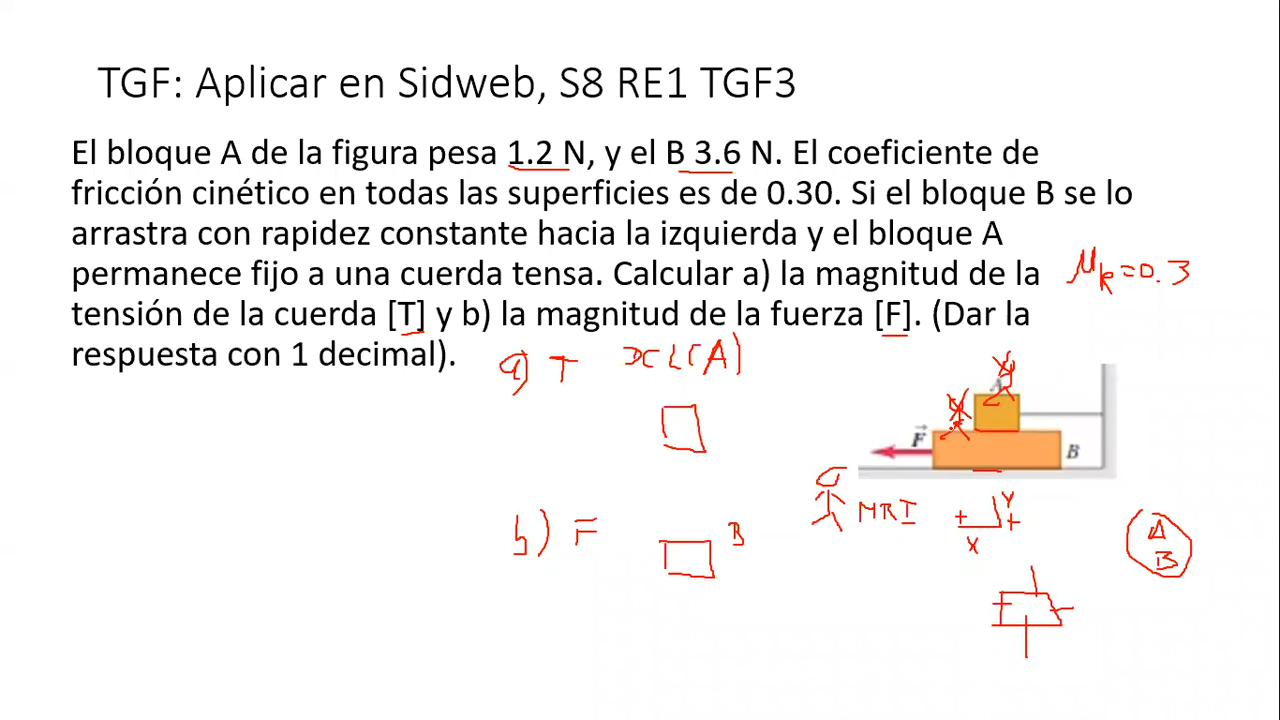 TGF: Aplicar en Sidweb, S8 RE1 TGF3
El bloque A de la figura pesa 1.2 N, y el B 3.6 N. El coeficiente de
fricción cinético en todas las superficies es de 0.30. Si el bloque B se lo
arrastra con rapidez constante hacia la izquierda y el bloque A
permanece fijo a una cuerda tensa. Calcular a) la magnitud de la
tensión de la cuerda [T] y b) la magnitud de la fuerza [F]. (Dar la
respuesta con 1 decimal).
μk=0.3
a) T
DCL(A)
A
F
B
MRI
+ Y +
X
A
B
b) F
B